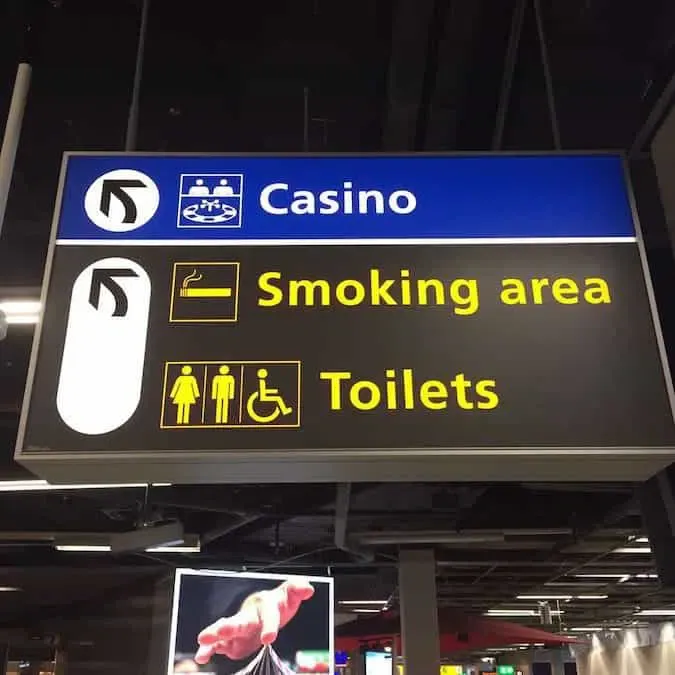 Casino
Smoking area
Toilets